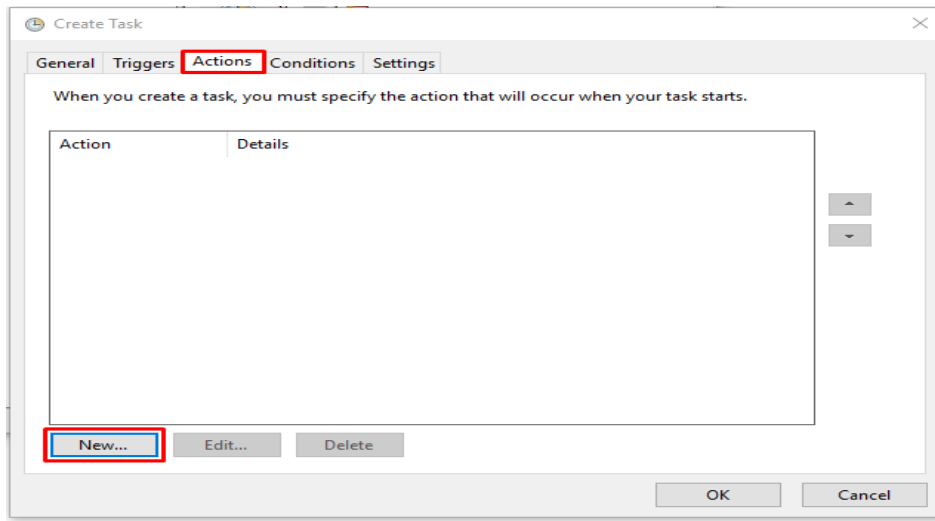 Create Task
General Triggers Actions Conditions Settings
When you create a task, you must specify the action that will occur when your task starts.
Action Details
New... Edit... Delete
OK Cancel